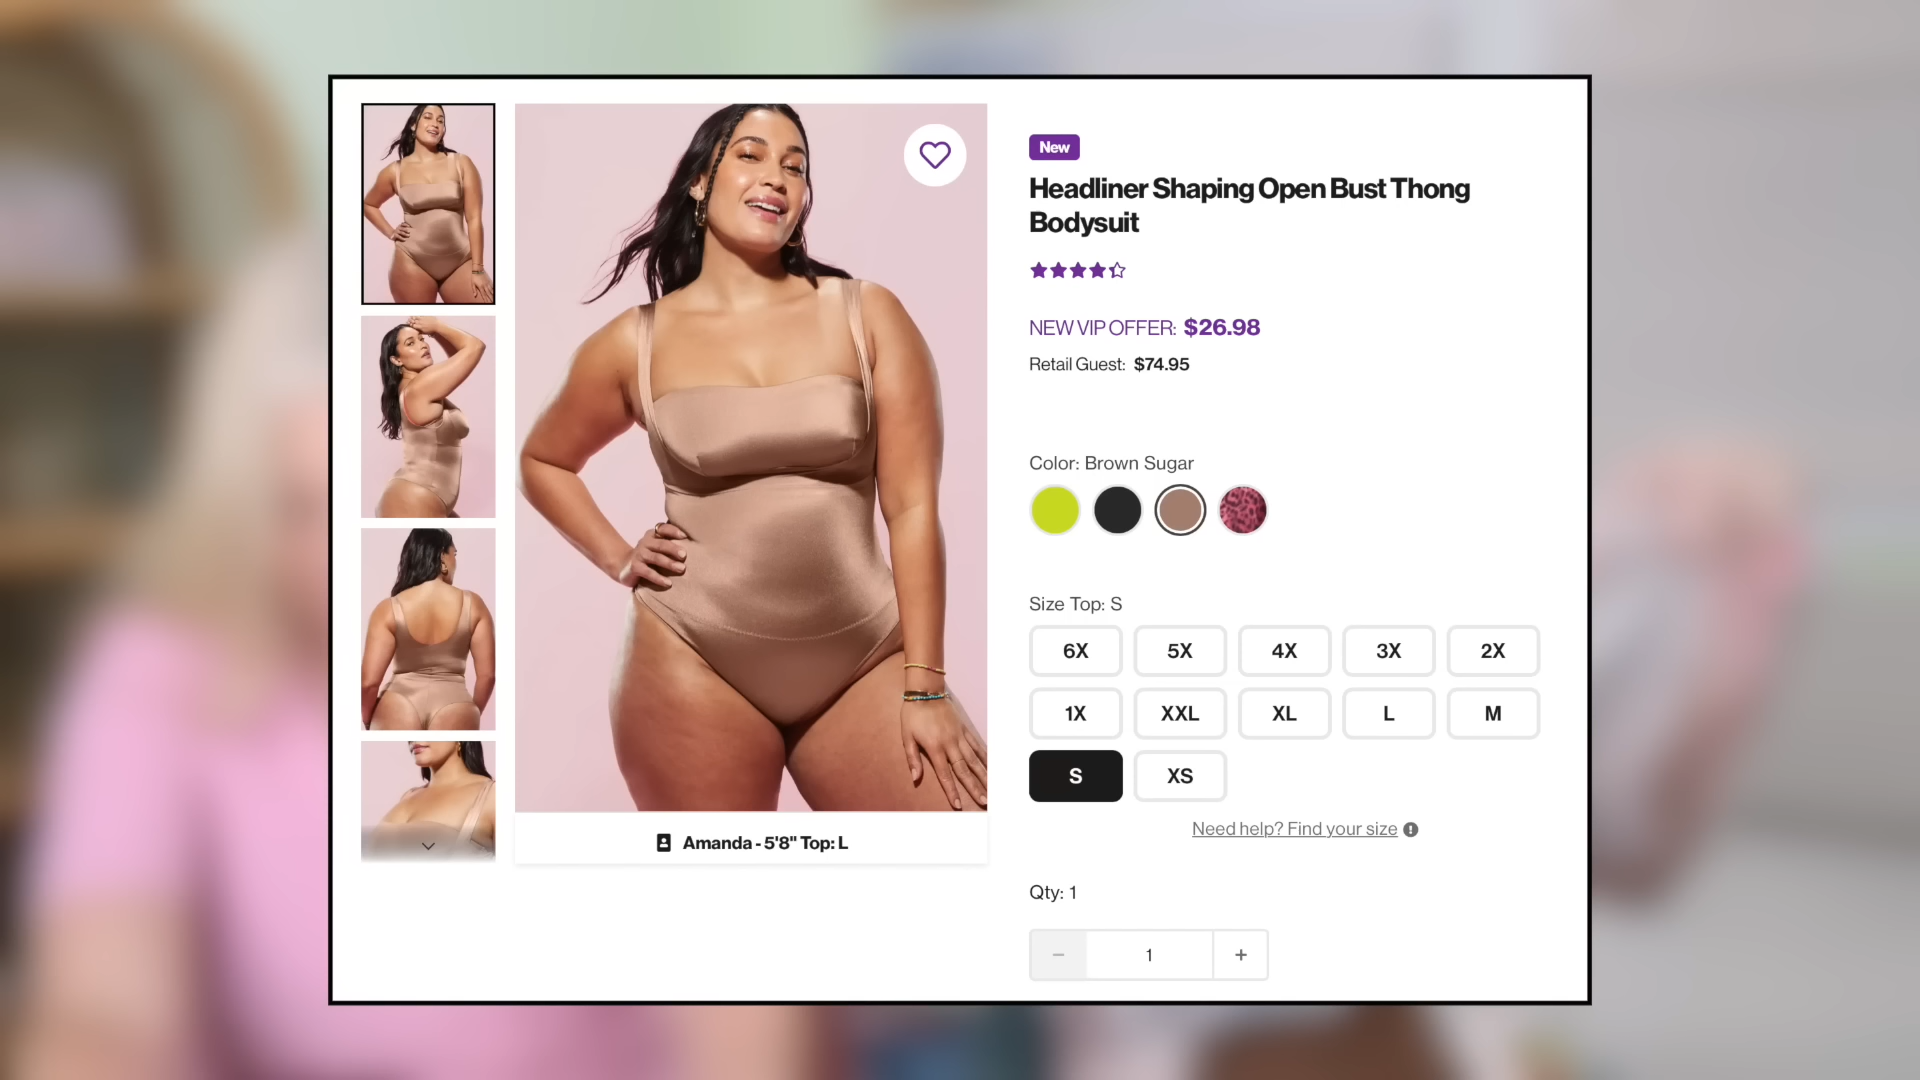 New
Headliner Shaping Open Bust Thong
Bodysuit
NEW VIP OFFER: $26.98
Retail Guest: $74.95
Color: Brown Sugar
Size Top: S
6X 5X 4X 3X 2X
1X XXL XL L M
S XS
Need help? Find your size
Amanda - 5'8" Top: L
Qty: 1
− 1 +